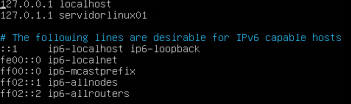 127.0.0.1 localhost
127.0.1.1 servidorlinux01
# The following lines are desirable for IPv6 capable hosts
::1 ip6-localhost ip6-loopback
fe00::0 ip6-localnet
ff00::0 ip6-mcastprefix
ff02::1 ip6-allnodes
ff02::2 ip6-allrouters